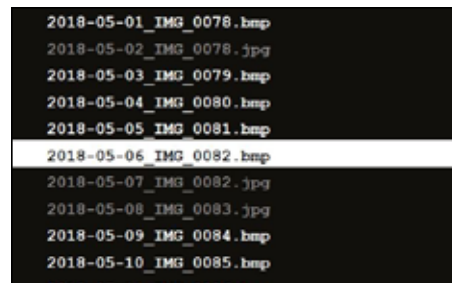 2018-05-01_IMG_0078.bmp
2018-05-02_IMG_0078.jpg
2018-05-03_IMG_0079.bmp
2018-05-04_IMG_0080.bmp
2018-05-05_IMG_0081.bmp
2018-05-06_IMG_0082.bmp
2018-05-07_IMG_0082.jpg
2018-05-08_IMG_0083.jpg
2018-05-09_IMG_0084.bmp
2018-05-10_IMG_0085.bmp